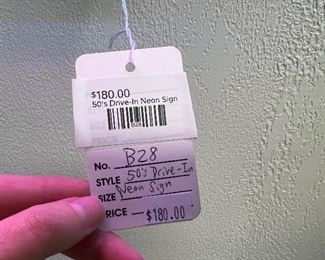 $180.00
50's Drive-In Neon Sign
B28
No. B28
STYLE 50's Drive-In
SIZE Neon Sign
PRICE $180.00